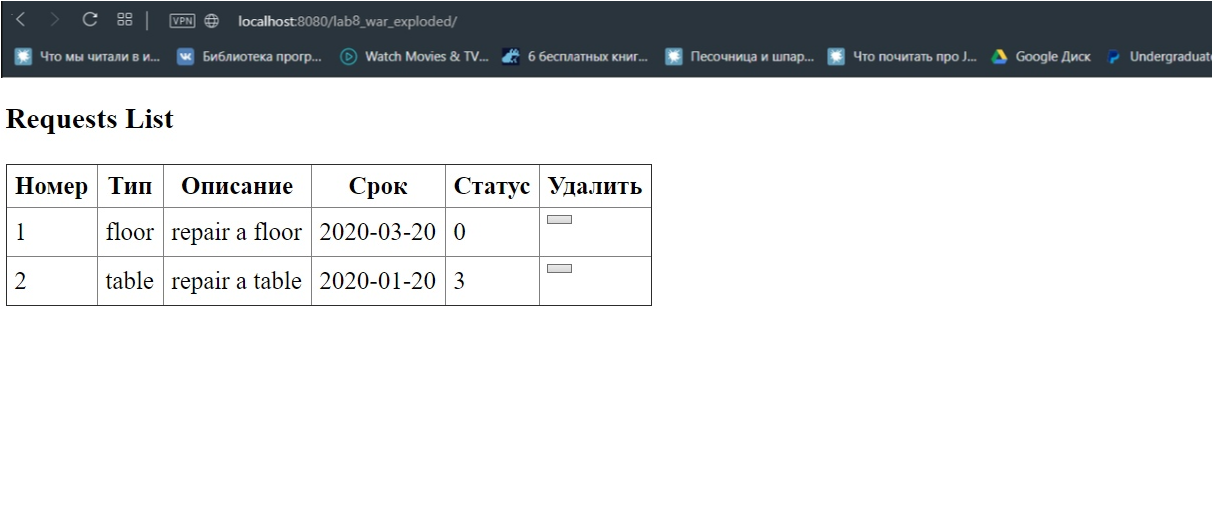 VPN localhost:8080/lab8_war_exploded/
Что мы читали в и... Библиотека прогр... Watch Movies & TV... 6 бесплатных книг... Песочница и шпар... Что почитать про J... Google Диск Undergraduat
Requests List
Номер Тип Описание Срок Статус Удалить
1 floor repair a floor 2020-03-20 0
2 table repair a table 2020-01-20 3